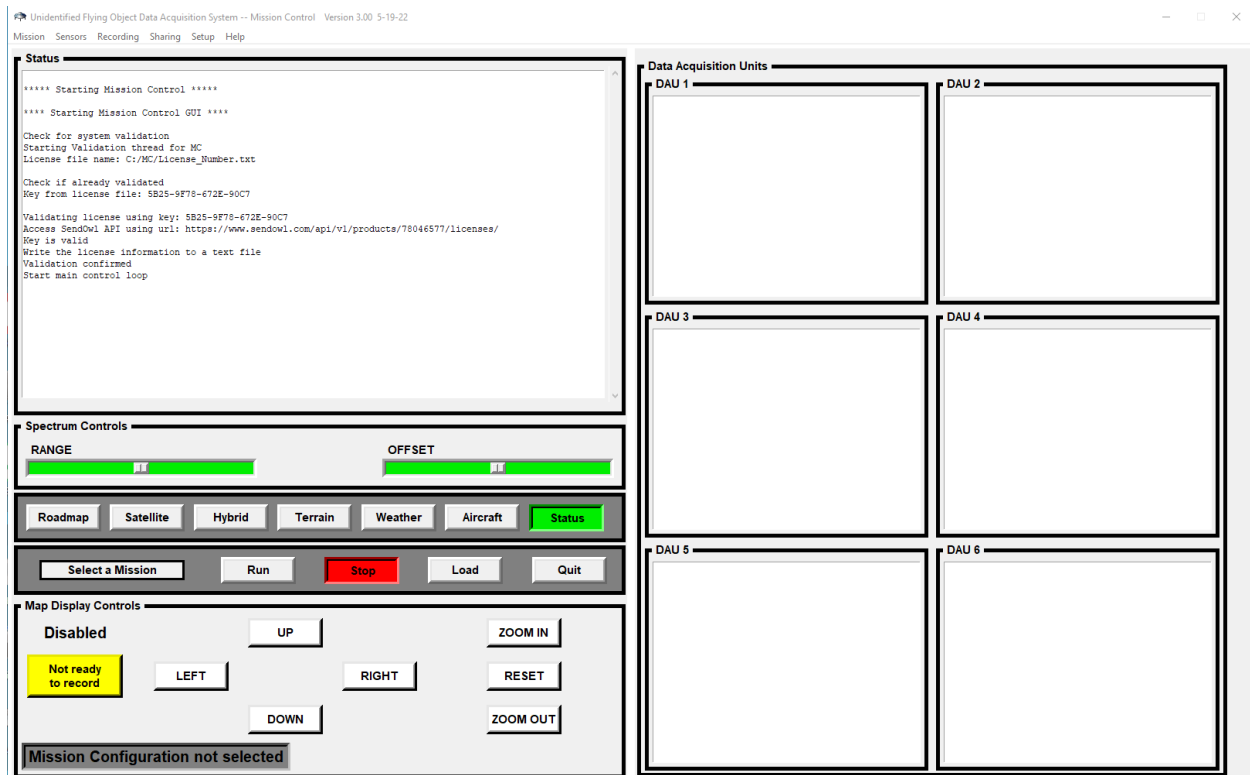 Unidentified Flying Object Data Acquisition System -- Mission Control Version 3.00 5-19-22
Mission Sensors Recording Sharing Setup Help
Status
***** Starting Mission Control *****
**** Starting Mission Control GUI ****
Check for system validation
Starting Validation thread for MC
License file name: C:/MC/License_Number.txt
Check if already validated
Key from license file: 5B25-9F78-672E-90C7
Validating license using key: 5B25-9F78-672E-90C7
Access SendOwl API using url: https://www.sendowl.com/api/v1/products/78046577/licenses/
Key is valid
Write the license information to a text file
Validation confirmed
Start main control loop
Spectrum Controls
RANGE OFFSET
Roadmap Satellite Hybrid Terrain Weather Aircraft Status
Select a Mission Run Stop Load Quit
Map Display Controls
Disabled UP ZOOM IN
Not ready
to record
LEFT RIGHT RESET
DOWN ZOOM OUT
Mission Configuration not selected
Data Acquisition Units
DAU 1 DAU 2
DAU 3 DAU 4
DAU 5 DAU 6